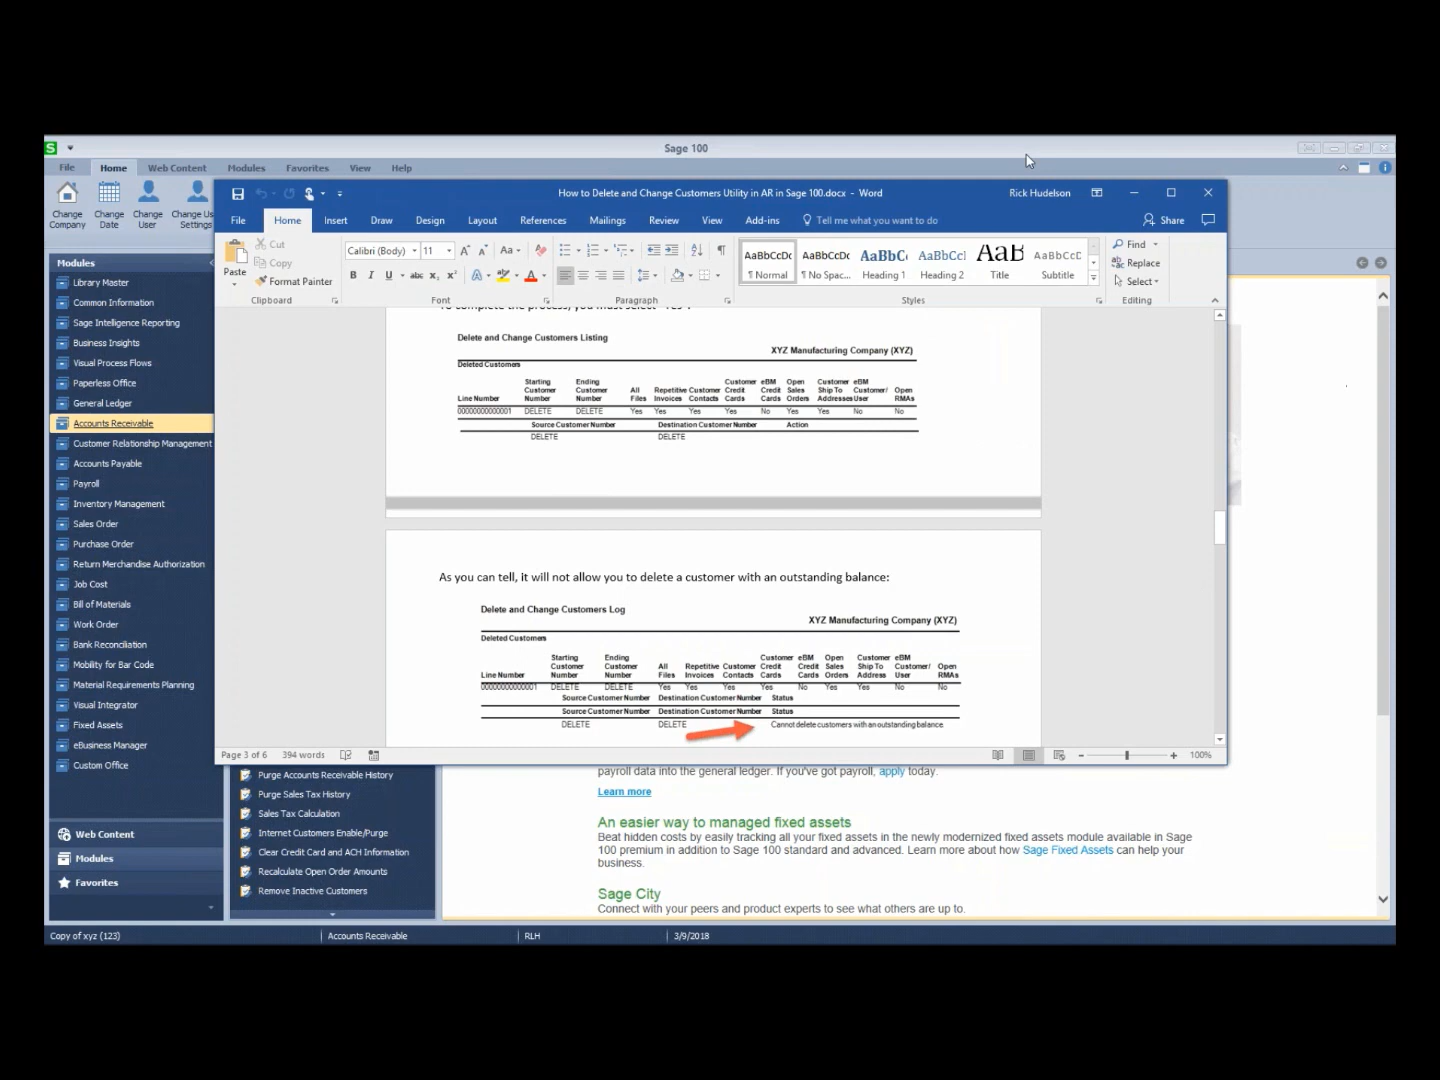 Sage 100
File Home Web Content Modules Favorites View Help
Change Company
Change Date
Change User
Change Us
Settings
How to Delete and Change Customers Utility in AR in Sage 100.docx - Word
Rick Hudelson
File Home Insert Draw Design Layout References Mailings Review View Add-ins Tell me what you want to do Share
Paste
Cut
Copy
Format Painter
Calibri (Body) 11
Aa
B I U abc x₂ x²
AaBbCcDc AaBbCcDc AaBbC AaBbCcl AaB AaBbCcC
¶ Normal ¶ No Spac... Heading 1 Heading 2 Title Subtitle
Find
Replace
Select
Clipboard Font Paragraph Styles Editing
To complete the process, you must select "Yes".
Delete and Change Customers Listing
XYZ Manufacturing Company (XYZ)
Deleted Customers
Line Number
Starting Customer Number
Ending Customer Number
All Files
Repetitive Invoices
Customer Contacts
Customer Credit Cards
eBM Credit Cards
Open Sales Orders
Customer Ship To Addresses
eBM Customer/ User
Open RMAs
00000000000001 DELETE DELETE Yes Yes Yes Yes No Yes Yes No No
Source Customer Number Destination Customer Number Action
DELETE DELETE
As you can tell, it will not allow you to delete a customer with an outstanding balance:
Delete and Change Customers Log
XYZ Manufacturing Company (XYZ)
Deleted Customers
Line Number
Starting Customer Number
Ending Customer Number
All Files
Repetitive Invoices
Customer Contacts
Customer Credit Cards
eBM Credit Cards
Open Sales Orders
Customer Ship To Address
eBM Customer/ User
Open RMAs
00000000000001 DELETE DELETE Yes Yes Yes Yes No Yes Yes No No
Source Customer Number Destination Customer Number Status
Source Customer Number Destination Customer Number Status
DELETE DELETE Cannot delete customers with an outstanding balance.
Page 3 of 6 394 words 100%
Modules
Library Master
Common Information
Sage Intelligence Reporting
Business Insights
Visual Process Flows
Paperless Office
General Ledger
Accounts Receivable
Customer Relationship Management
Accounts Payable
Payroll
Inventory Management
Sales Order
Purchase Order
Return Merchandise Authorization
Job Cost
Bill of Materials
Work Order
Bank Reconciliation
Mobility for Bar Code
Material Requirements Planning
Visual Integrator
Fixed Assets
eBusiness Manager
Custom Office
Web Content
Modules
Favorites
Purge Accounts Receivable History
Purge Sales Tax History
Sales Tax Calculation
Internet Customers Enable/Purge
Clear Credit Card and ACH Information
Recalculate Open Order Amounts
Remove Inactive Customers
payroll data into the general ledger. If you've got payroll, apply today.
Learn more
An easier way to managed fixed assets
Beat hidden costs by easily tracking all your fixed assets in the newly modernized fixed assets module available in Sage
100 premium in addition to Sage 100 standard and advanced. Learn more about how Sage Fixed Assets can help your
business.
Sage City
Connect with your peers and product experts to see what others are up to.
Copy of xyz (123) Accounts Receivable RLH 3/9/2018